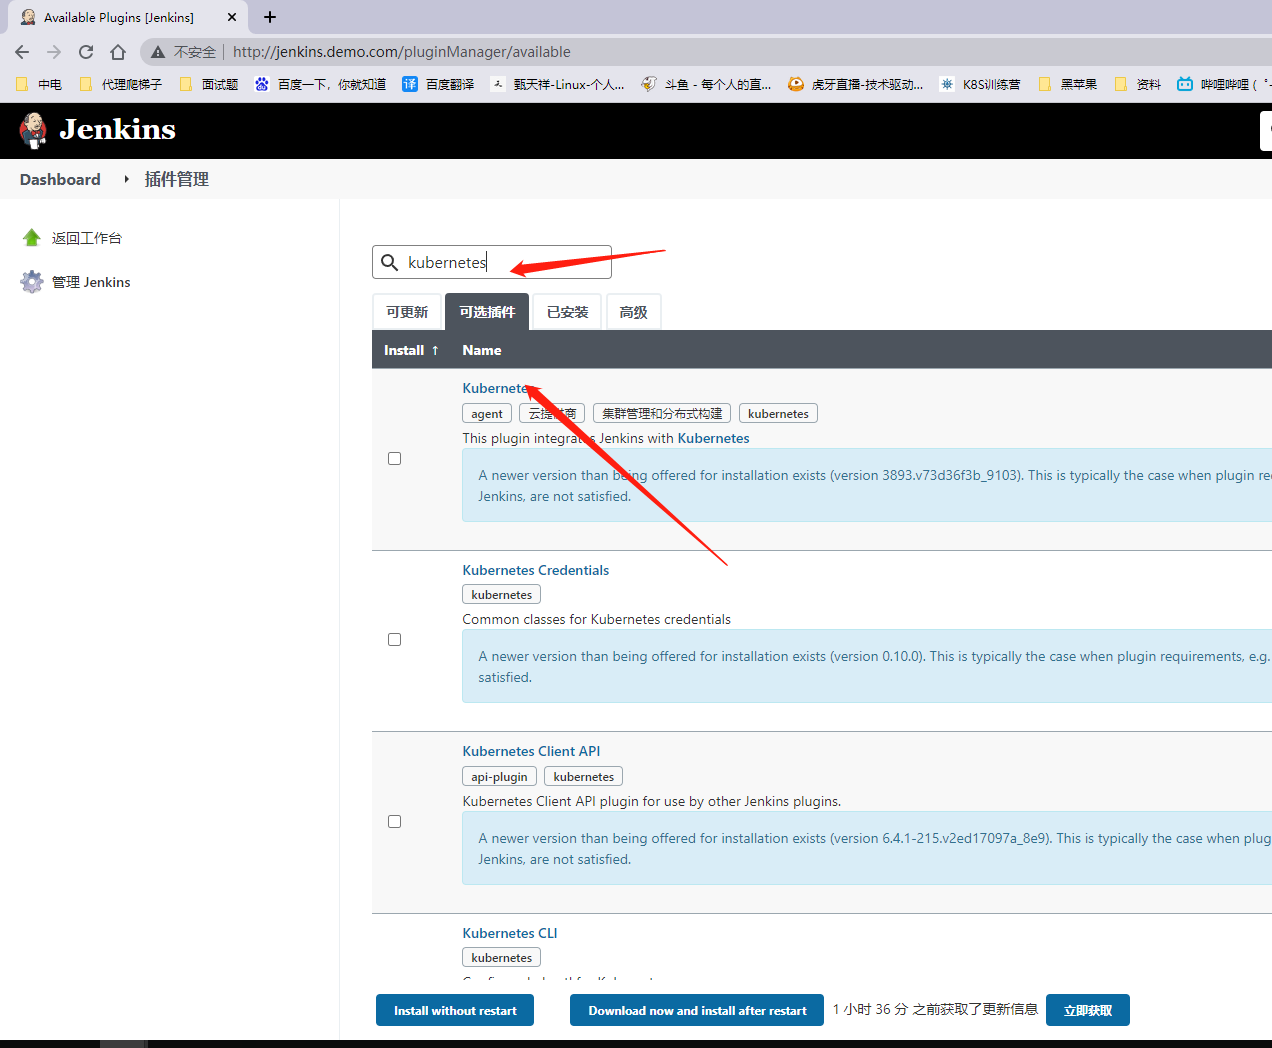 Available Plugins [Jenkins]
不安全 | http://jenkins.demo.com/pluginManager/available
中电 代理爬梯子 面试题 百度一下，你就知道 译 百度翻译 甄天祥-Linux-个人... 斗鱼 - 每个人的直... 虎牙直播-技术驱动... K8S训练营 黑苹果 资料 哔哩哔哩 (
Jenkins
Dashboard 插件管理
返回工作台
管理 Jenkins
kubernetes
可更新 可选插件 已安装 高级
Install ↑ Name
Kubernetes
agent 云提供商 集群管理和分布式构建 kubernetes
This plugin integrates Jenkins with Kubernetes
A newer version than being offered for installation exists (version 3893.v73d36f3b_9103). This is typically the case when plugin re
Jenkins, are not satisfied.
Kubernetes Credentials
kubernetes
Common classes for Kubernetes credentials
A newer version than being offered for installation exists (version 0.10.0). This is typically the case when plugin requirements, e.g.
satisfied.
Kubernetes Client API
api-plugin kubernetes
Kubernetes Client API plugin for use by other Jenkins plugins.
A newer version than being offered for installation exists (version 6.4.1-215.v2ed17097a_8e9). This is typically the case when plug
Jenkins, are not satisfied.
Kubernetes CLI
kubernetes
Install without restart Download now and install after restart 1 小时 36 分 之前获取了更新信息 立即获取